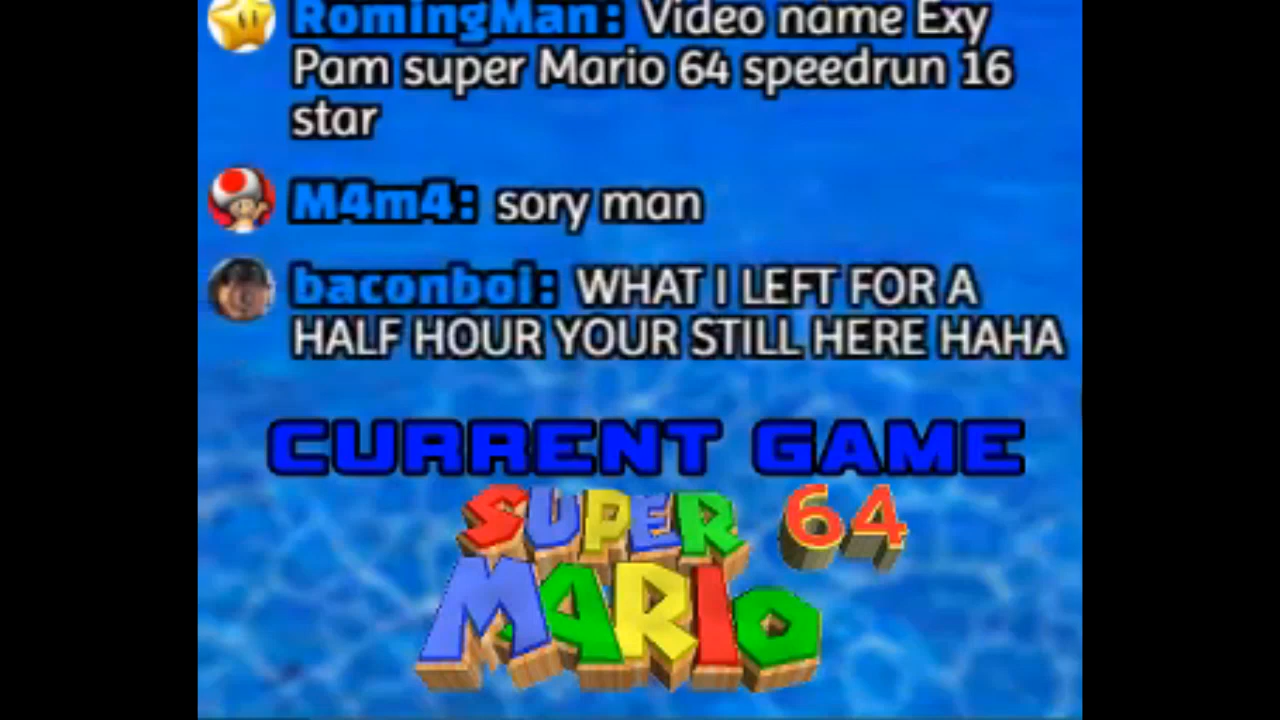 RomingMan: Video name Exy
Pam super Mario 64 speedrun 16
star
M4m4: sory man
baconboi: WHAT I LEFT FOR A
HALF HOUR YOUR STILL HERE HAHA
CURRENT GAME
SUPER 64
MARIO